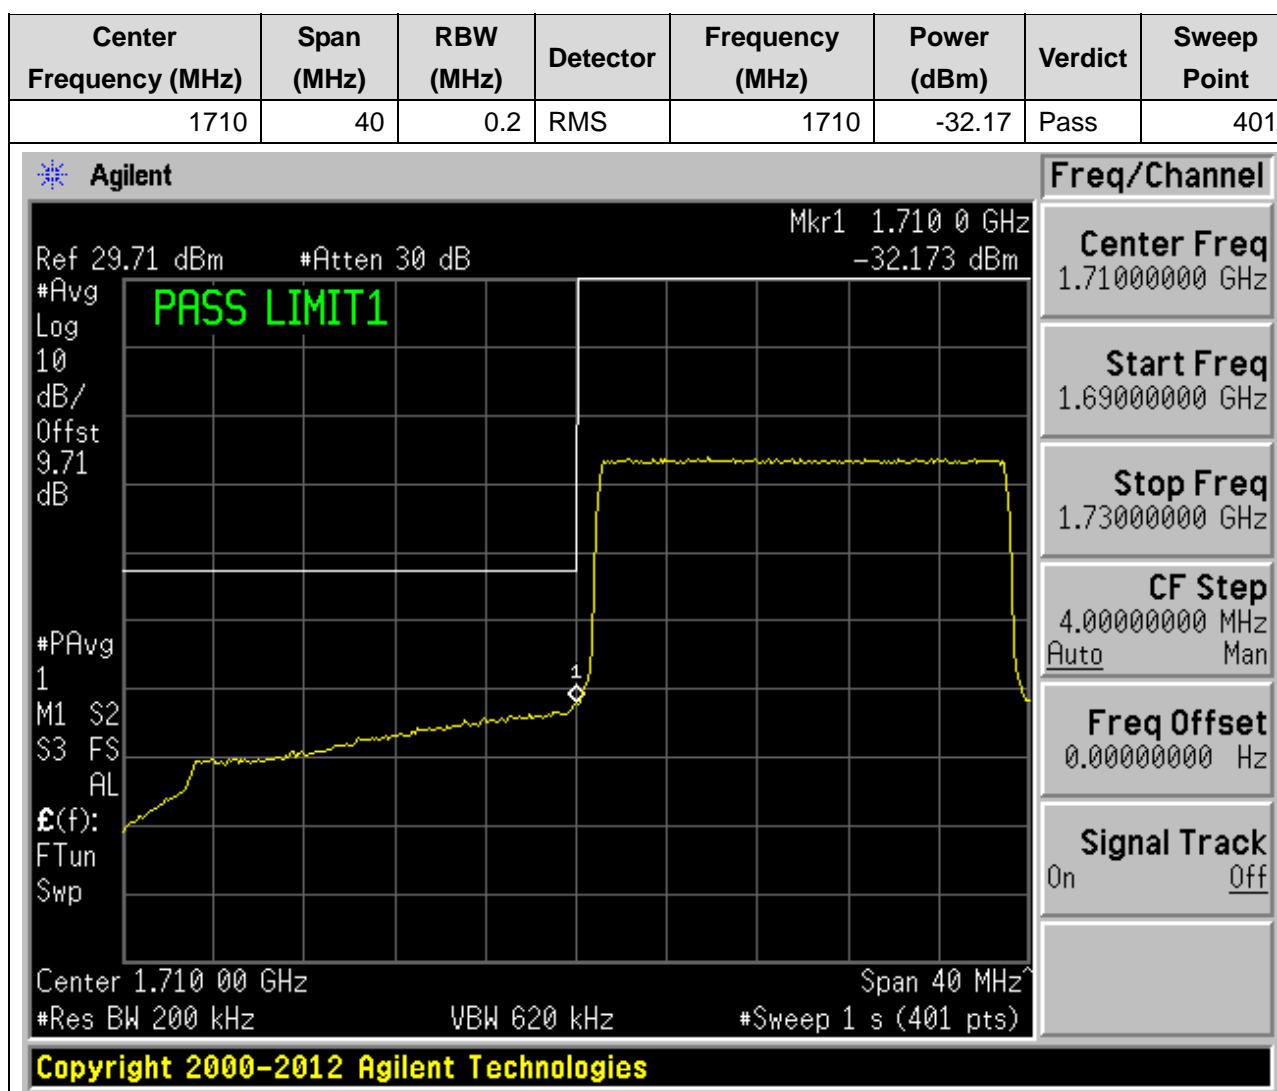 Center Frequency (MHz) Span (MHz) RBW (MHz) Detector Frequency (MHz) Power (dBm) Verdict Sweep Point
1710 40 0.2 RMS 1710 -32.17 Pass 401
Agilent
Freq/Channel
Mkr1 1.710 0 GHz
Ref 29.71 dBm #Atten 30 dB -32.173 dBm
#Avg
Log
10
dB/
Offst
9.71
dB
PASS LIMIT1
#PAvg
1
M1 S2
S3 FS
AL
£(f):
FTun
Swp
1
Center 1.710 00 GHz Span 40 MHz^
#Res BW 200 kHz VBW 620 kHz #Sweep 1 s (401 pts)
Center Freq
1.71000000 GHz
Start Freq
1.69000000 GHz
Stop Freq
1.73000000 GHz
CF Step
4.00000000 MHz
Auto Man
Freq Offset
0.00000000 Hz
Signal Track
On Off
Copyright 2000-2012 Agilent Technologies